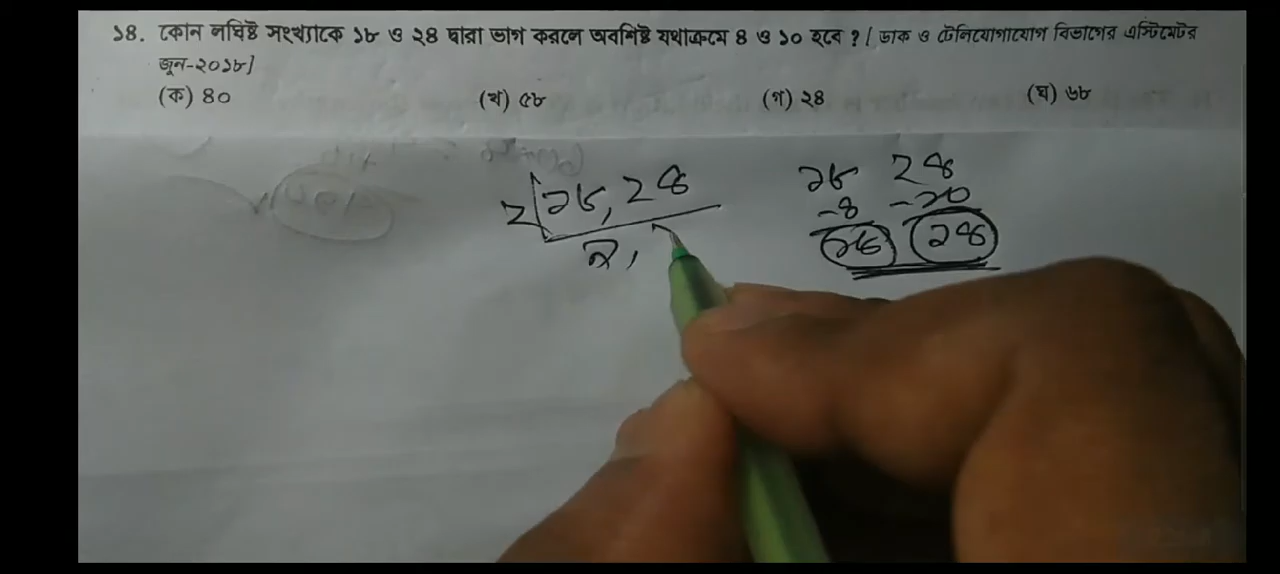 ১৪. কোন লঘিষ্ট সংখ্যাকে ১৮ ও ২৪ দ্বারা ভাগ করলে অবশিষ্ট যথাক্রমে ৪ ও ১০ হবে ? [ ডাক ও টেলিযোগাযোগ বিভাগের এস্টিমেটর
জুন-২০১৮]
(ক) ৪০ (খ) ৫৮ (গ) ২৪ (ঘ) ৬৮
১৮ ২৪
২ ১৮, ২৪
-৪ -১০
৯, ১৪ ১৪